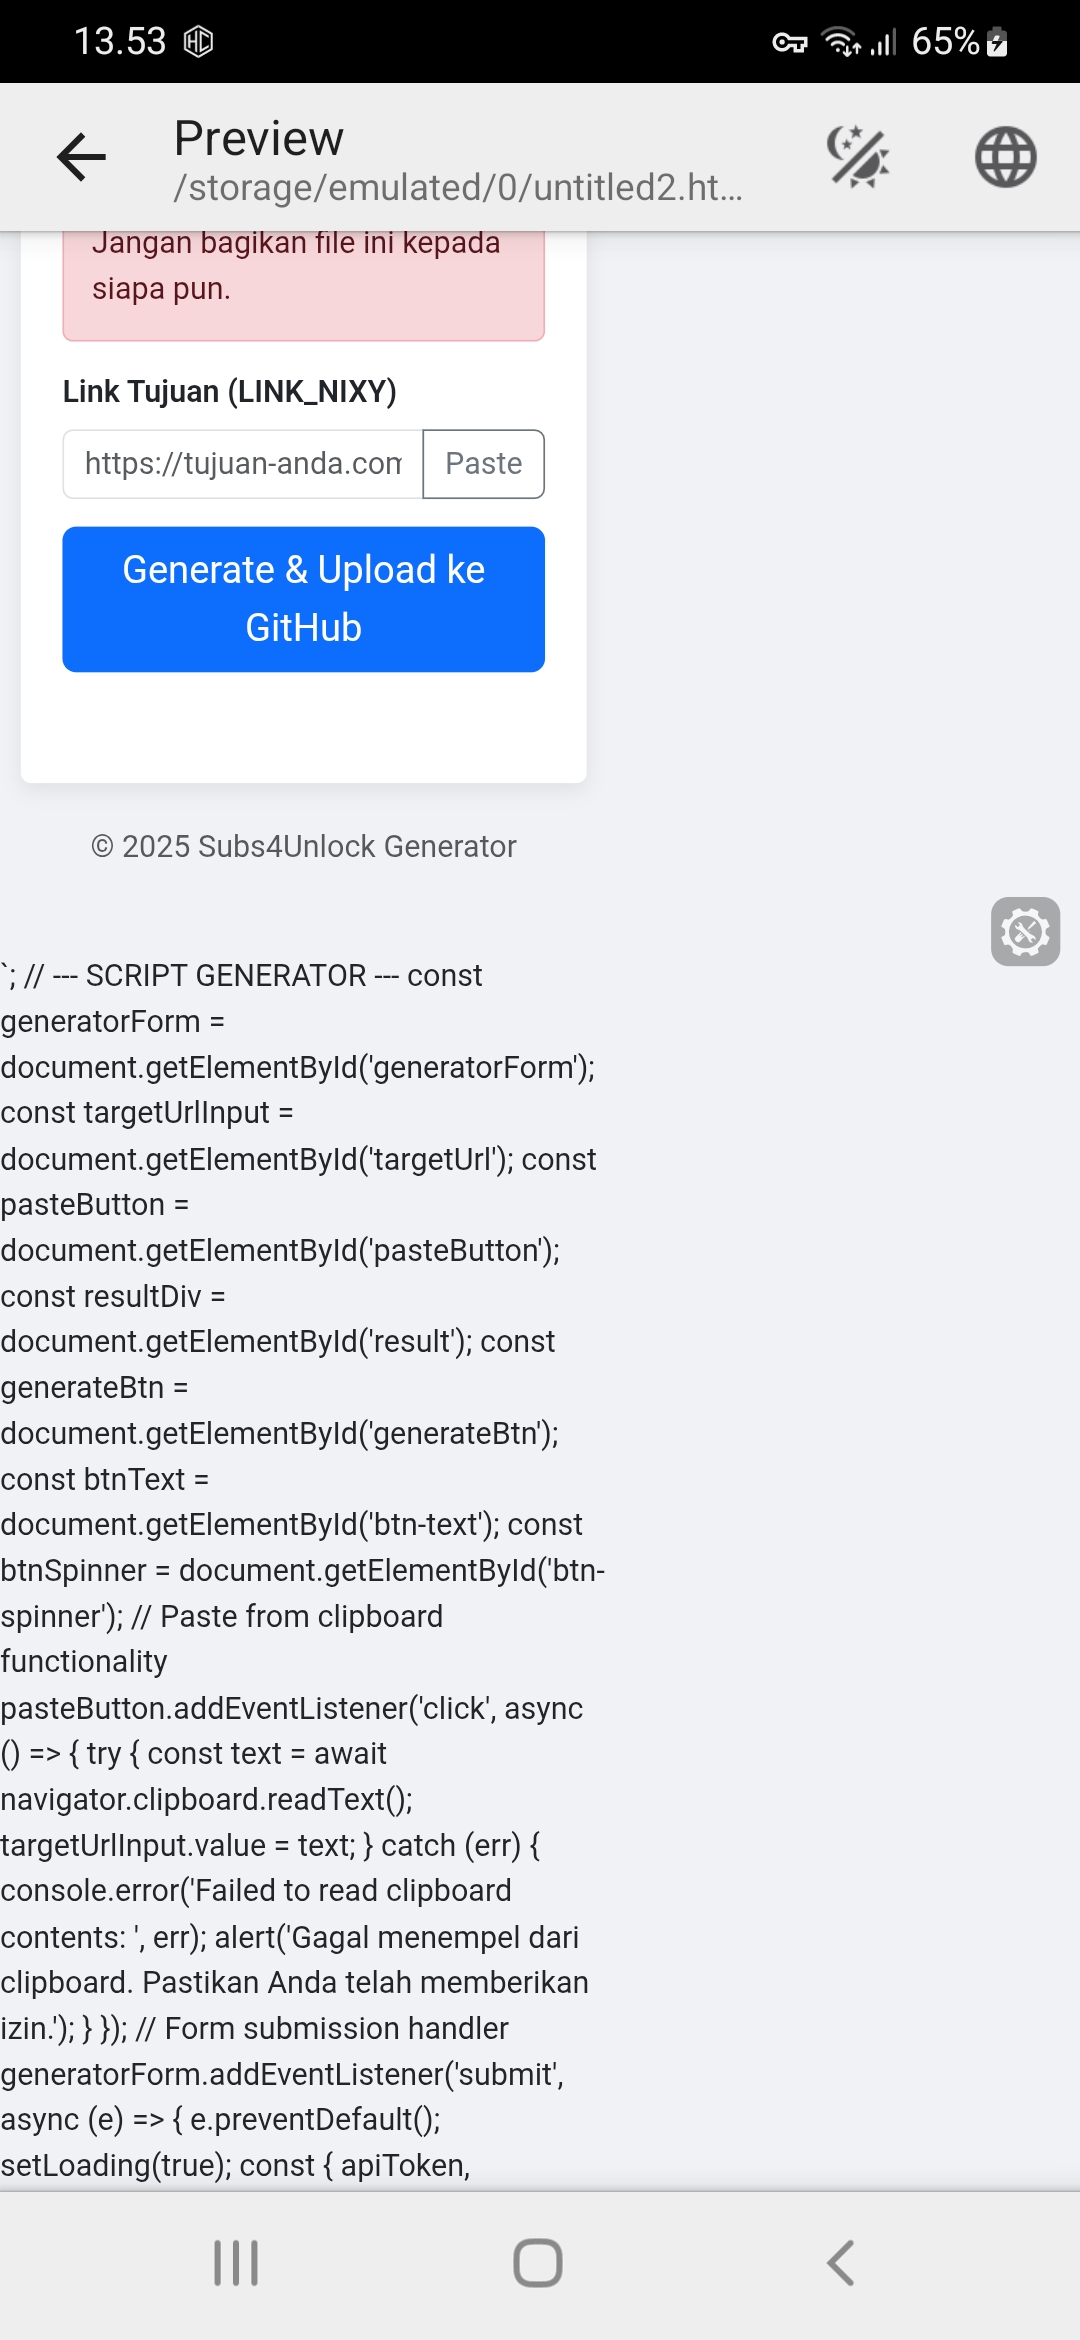 13.53
65%
Preview
/storage/emulated/0/untitled2.ht...
Jangan bagikan file ini kepada
siapa pun.
Link Tujuan (LINK_NIXY)
https://tujuan-anda.com
Paste
Generate & Upload ke
GitHub
© 2025 Subs4Unlock Generator
`; // --- SCRIPT GENERATOR --- const
generatorForm =
document.getElementById('generatorForm');
const targetUrlInput =
document.getElementById('targetUrl'); const
pasteButton =
document.getElementById('pasteButton');
const resultDiv =
document.getElementById('result'); const
generateBtn =
document.getElementById('generateBtn');
const btnText =
document.getElementById('btn-text'); const
btnSpinner = document.getElementById('btn-
spinner'); // Paste from clipboard
functionality
pasteButton.addEventListener('click', async
() => { try { const text = await
navigator.clipboard.readText();
targetUrlInput.value = text; } catch (err) {
console.error('Failed to read clipboard
contents: ', err); alert('Gagal menempel dari
clipboard. Pastikan Anda telah memberikan
izin.'); } }); // Form submission handler
generatorForm.addEventListener('submit',
async (e) => { e.preventDefault();
setLoading(true); const { apiToken,